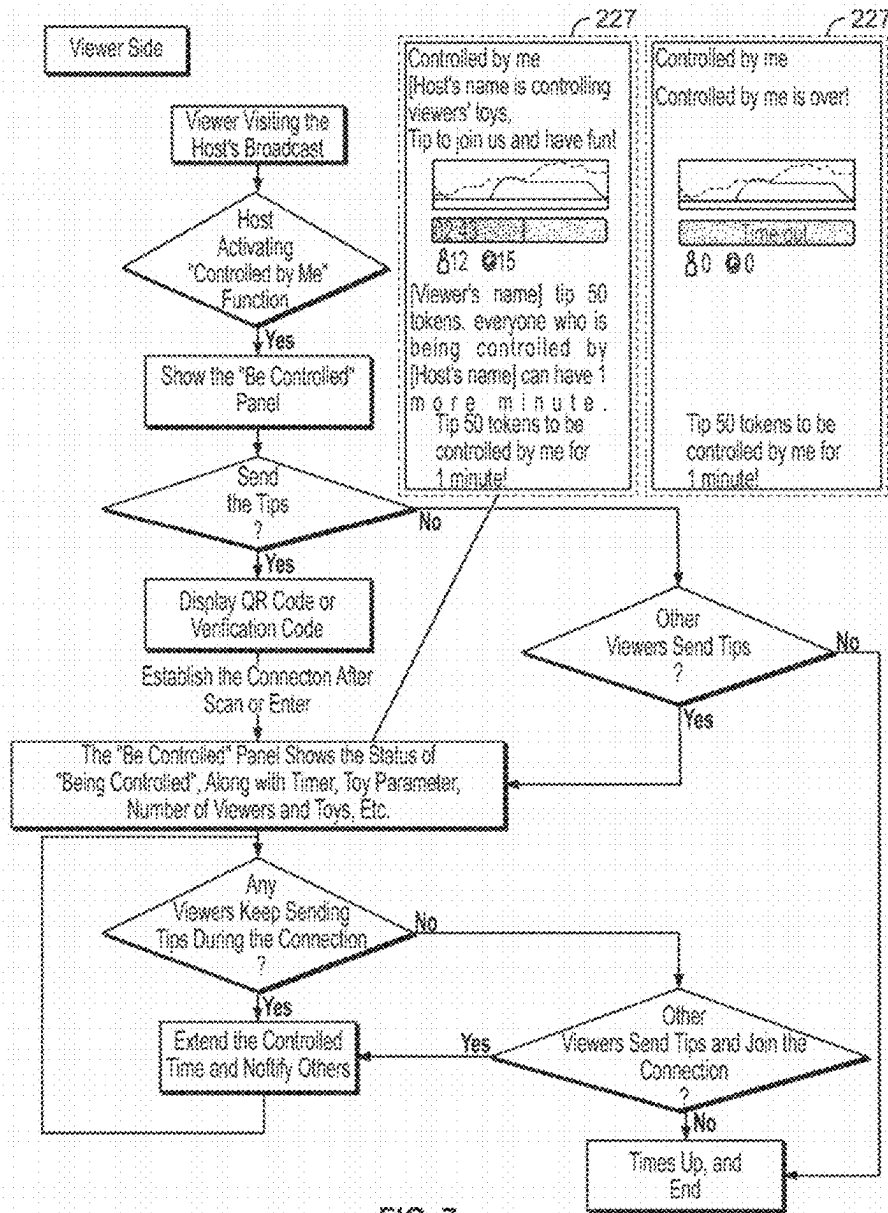 227
227
Viewer Side
Controlled by me
[Host's name is controlling
viewers' toys,
Tip to join us and have fun!
02:43
12 15
[Viewer's name] tip 50
tokens, everyone who is
being controlled by
[Host's name] can have 1
more minute.
Tip 50 tokens to be
controlled by me for
1 minute!
Controlled by me
Controlled by me is over!
Time out
0 0
Tip 50 tokens to be
controlled by me for
1 minute!
Viewer Visiting the
Host's Broadcast
Host
Activating
"Controlled by Me"
Function
Yes
Show the "Be Controlled"
Panel
Send
the Tips
?
No
Yes
Display QR Code or
Verification Code
Establish the Connecton After
Scan or Enter
Other
Viewers Send Tips
?
No
Yes
The "Be Controlled" Panel Shows the Status of
"Being Controlled", Along with Timer, Toy Parameter,
Number of Viewers and Toys, Etc.
Any
Viewers Keep Sending
Tips During the Connection
?
No
Yes
Extend the Controlled
Time and Noftify Others
Other
Viewers Send Tips and Join the
Connection
?
Yes
No
Times Up, and
End